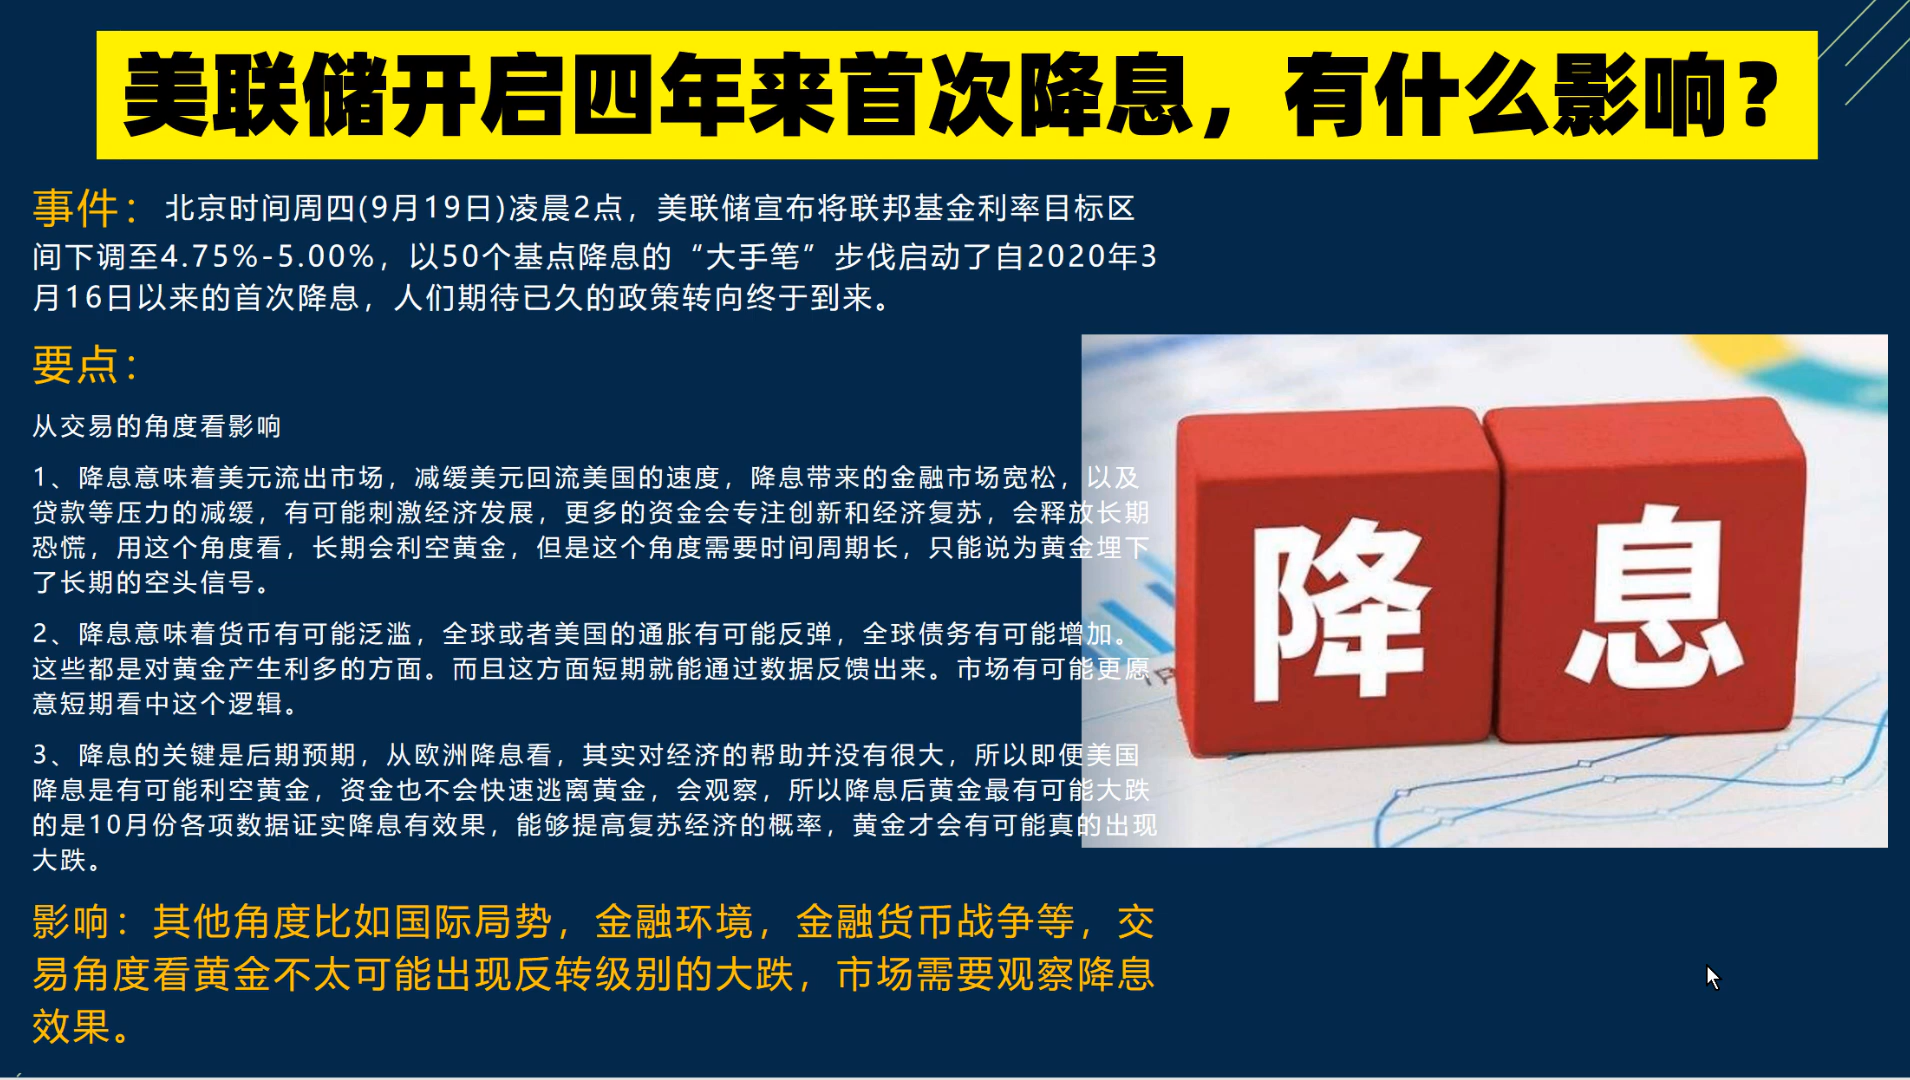 美联储开启四年来首次降息，有什么影响？
事件：北京时间周四(9月19日)凌晨2点，美联储宣布将联邦基金利率目标区
间下调至4.75%-5.00%，以50个基点降息的“大手笔”步伐启动了自2020年3
月16日以来的首次降息，人们期待已久的政策转向终于到来。
要点：
从交易的角度看影响
1、降息意味着美元流出市场，减缓美元回流美国的速度，降息带来的金融市场宽松，以及
贷款等压力的减缓，有可能刺激经济发展，更多的资金会专注创新和经济复苏，会释放长期
恐慌，用这个角度看，长期会利空黄金，但是这个角度需要时间周期长，只能说为黄金埋下
了长期的空头信号。
2、降息意味着货币有可能泛滥，全球或者美国的通胀有可能反弹，全球债务有可能增加。
这些都是对黄金产生利多的方面。而且这方面短期就能通过数据反馈出来。市场有可能更愿
意短期看中这个逻辑。
3、降息的关键是后期预期，从欧洲降息看，其实对经济的帮助并没有很大，所以即便美国
降息是有可能利空黄金，资金也不会快速逃离黄金，会观察，所以降息后黄金最有可能大跌
的是10月份各项数据证实降息有效果，能够提高复苏经济的概率，黄金才会有可能真的出现
大跌。
影响：其他角度比如国际局势，金融环境，金融货币战争等，交
易角度看黄金不太可能出现反转级别的大跌，市场需要观察降息
效果。
降 息